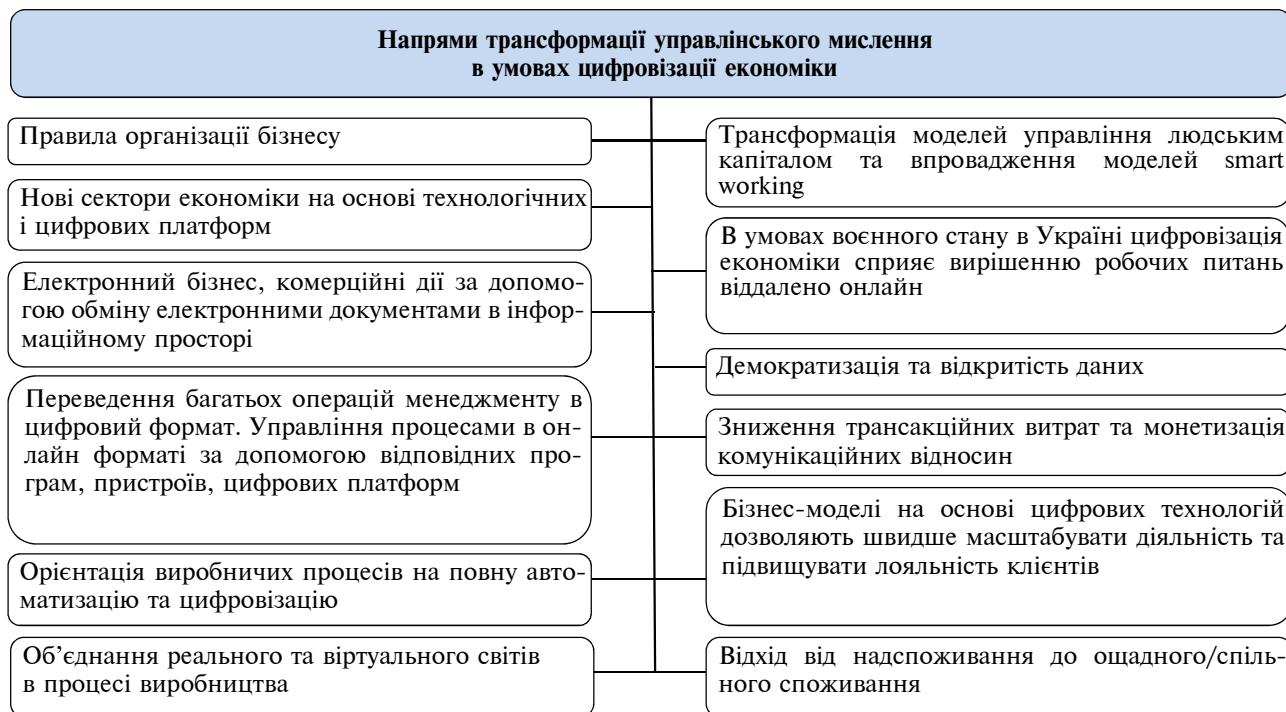 Напрями трансформації управлінського мислення
в умовах цифровізації економіки
Правила організації бізнесу
Нові сектори економіки на основі технологічних
і цифрових платформ
Електронний бізнес, комерційні дії за допомо-
гою обміну електронними документами в інфор-
маційному просторі
Переведення багатьох операцій менеджменту в
цифровий формат. Управління процесами в он-
лайн форматі за допомогою відповідних про-
грам, пристроїв, цифрових платформ
Орієнтація виробничих процесів на повну авто-
матизацію та цифровізацію
Об’єднання реального та віртуального світів
в процесі виробництва
Трансформація моделей управління людським
капіталом та впровадження моделей smart
working
В умовах воєнного стану в Україні цифровізація
економіки сприяє вирішенню робочих питань
віддалено онлайн
Демократизація та відкритість даних
Зниження трансакційних витрат та монетизація
комунікаційних відносин
Бізнес-моделі на основі цифрових технологій
дозволяють швидше масштабувати діяльність та
підвищувати лояльність клієнтів
Відхід від надспоживання до ощадного/спіль-
ного споживання